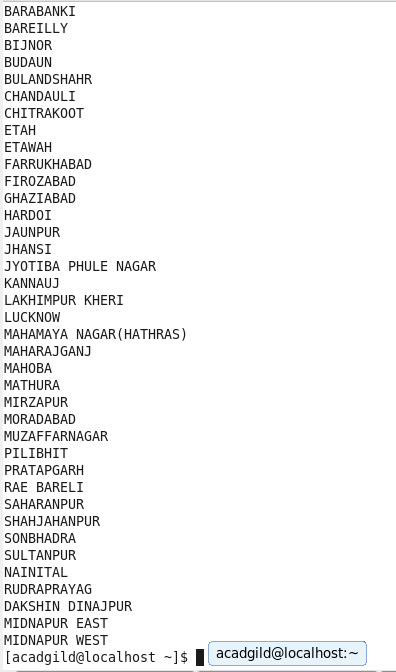 BARABANKI
BAREILLY
BIJNOR
BUDAUN
BULANDSHAHR
CHANDAULI
CHITRAKOOT
ETAH
ETAWAH
FARRUKHABAD
FIROZABAD
GHAZIABAD
HARDOI
JAUNPUR
JHANSI
JYOTIBA PHULE NAGAR
KANNAUJ
LAKHIMPUR KHERI
LUCKNOW
MAHAMAYA NAGAR(HATHRAS)
MAHARAJGANJ
MAHOBA
MATHURA
MIRZAPUR
MORADABAD
MUZAFFARNAGAR
PILIBHIT
PRATAPGARH
RAE BARELI
SAHARANPUR
SHAHJAHANPUR
SONBHADRA
SULTANPUR
NAINITAL
RUDRAPRAYAG
DAKSHIN DINAJPUR
MIDNAPUR EAST
MIDNAPUR WEST
[acadgild@localhost ~]$ acadgild@localhost:~